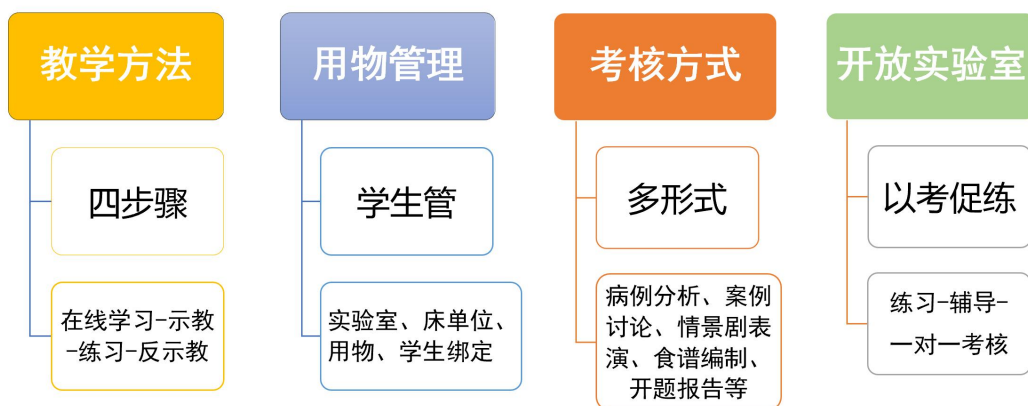 教学方法
四步骤
在线学习-示教
-练习-反示教
用物管理
学生管
实验室、床单位、
用物、学生绑定
考核方式
多形式
病例分析、案例
讨论、情景剧表
演、食谱编制、
开题报告等
开放实验室
以考促练
练习-辅导-
一对一考核